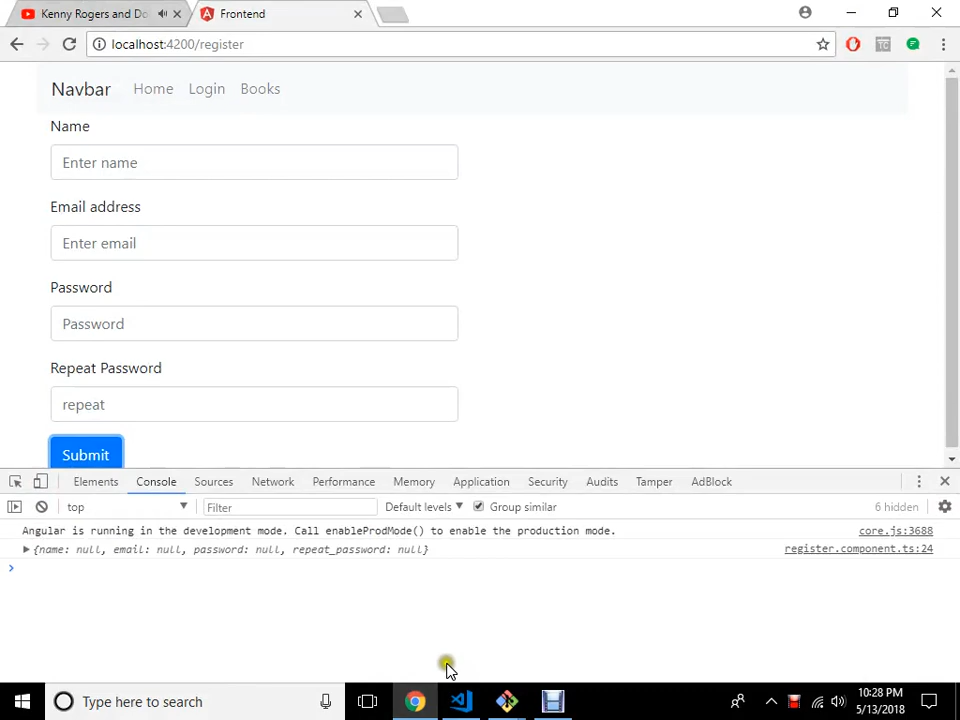 Kenny Rogers and Do
Frontend
localhost:4200/register
TC
Navbar Home Login Books
Name
Enter name
Email address
Enter email
Password
Password
Repeat Password
repeat
Submit
Elements Console Sources Network Performance Memory Application Security Audits Tamper AdBlock
top Filter Default levels Group similar 6 hidden
Angular is running in the development mode. Call enableProdMode() to enable the production mode. core.js:3688
{name: null, email: null, password: null, repeat_password: null} register.component.ts:24
Type here to search
10:28 PM
5/13/2018